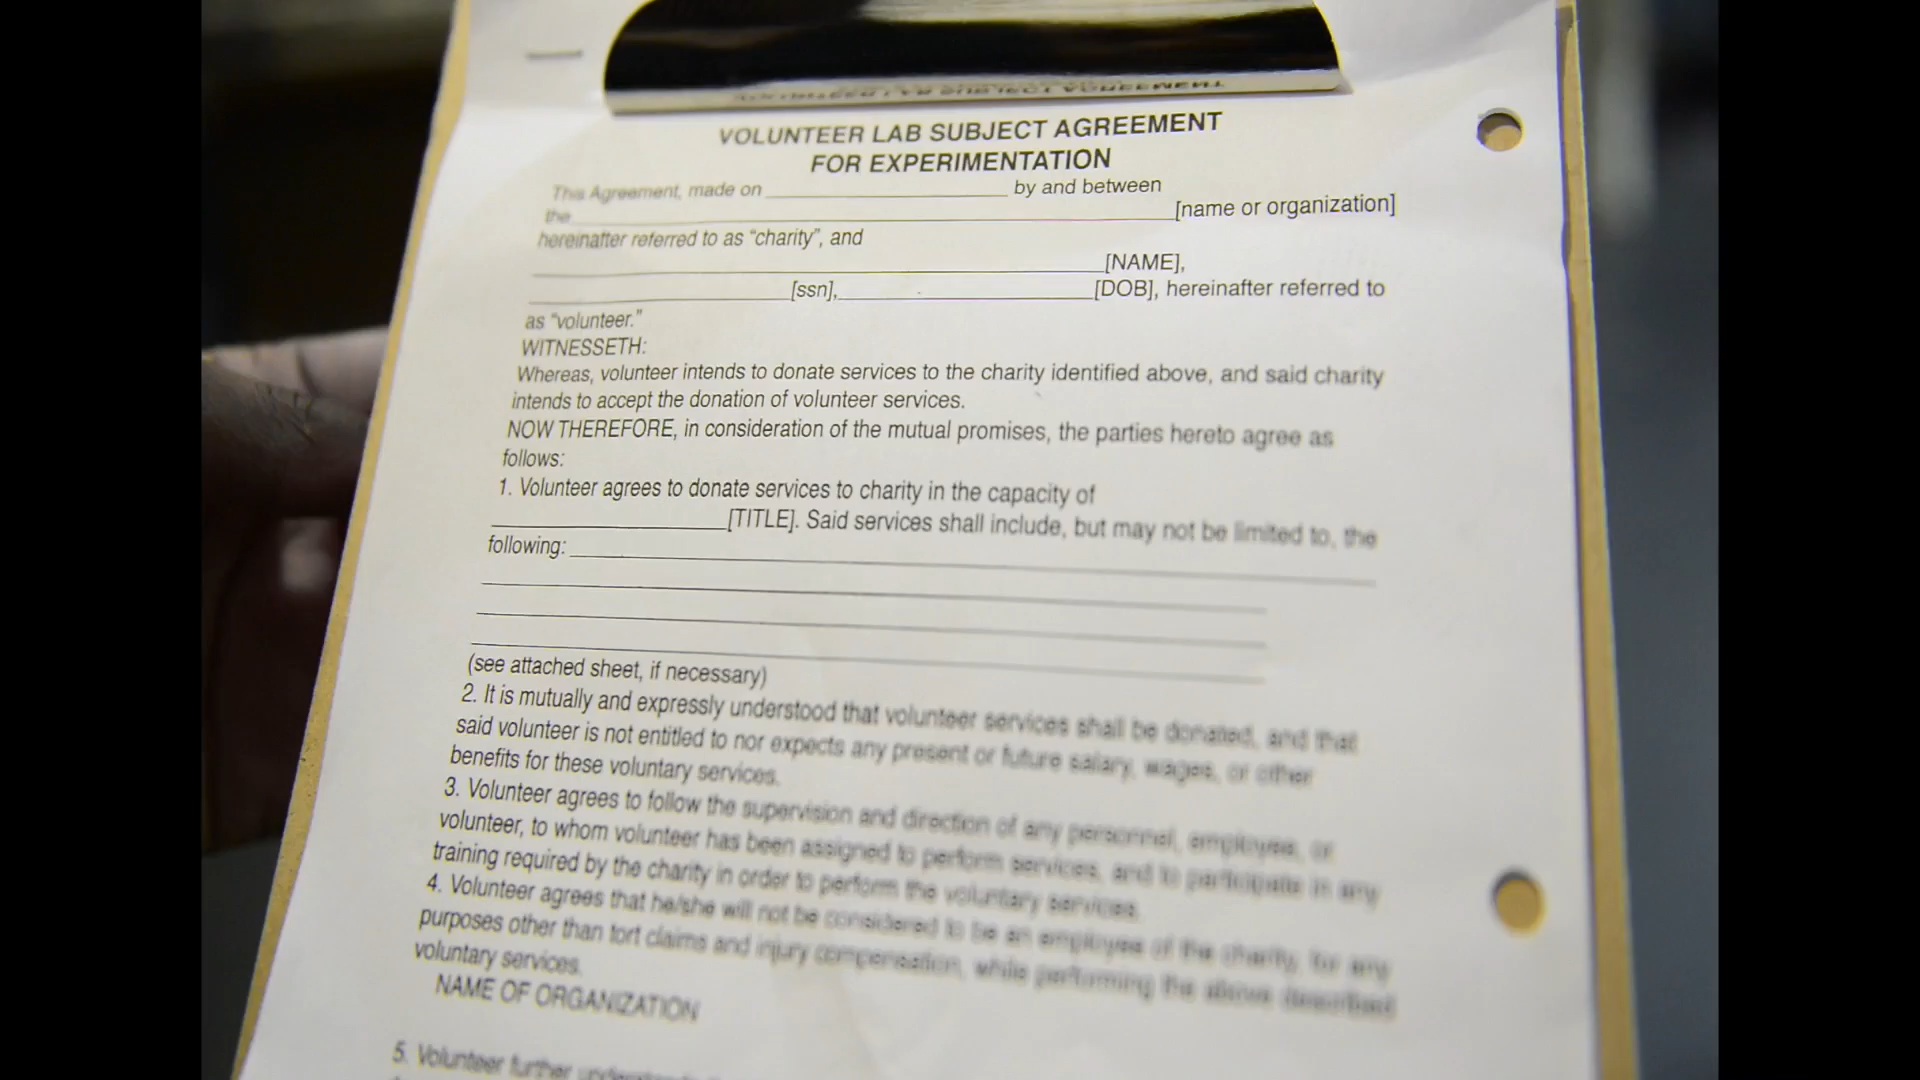 VOLUNTEER LAB SUBJECT AGREEMENT
FOR EXPERIMENTATION
This Agreement, made on ____________________ by and between
the__________________________________________________[name or organization]
hereinafter referred to as “charity”, and
________________________________________________[NAME],
______________________[ssn],_____________________[DOB], hereinafter referred to
as “volunteer.”
WITNESSETH:
Whereas, volunteer intends to donate services to the charity identified above, and said charity
intends to accept the donation of volunteer services.
NOW THEREFORE, in consideration of the mutual promises, the parties hereto agree as
follows:
1. Volunteer agrees to donate services to charity in the capacity of
____________________[TITLE]. Said services shall include, but may not be limited to, the
following: ____________________________________________________________
(see attached sheet, if necessary)
2. It is mutually and expressly understood that volunteer services shall be donated, and that
said volunteer is not entitled to nor expects any present or future salary, wages, or other
benefits for these voluntary services.
3. Volunteer agrees to follow the supervision and direction of any personnel, employee, or
volunteer, to whom volunteer has been assigned to perform services, and to participate in any
training required by the charity in order to perform the voluntary services.
4. Volunteer agrees that he/she will not be considered to be an employee of the charity, for any
purposes other than tort claims and injury compensation, while performing the above described
voluntary services.
NAME OF ORGANIZATION
5. Volunteer further